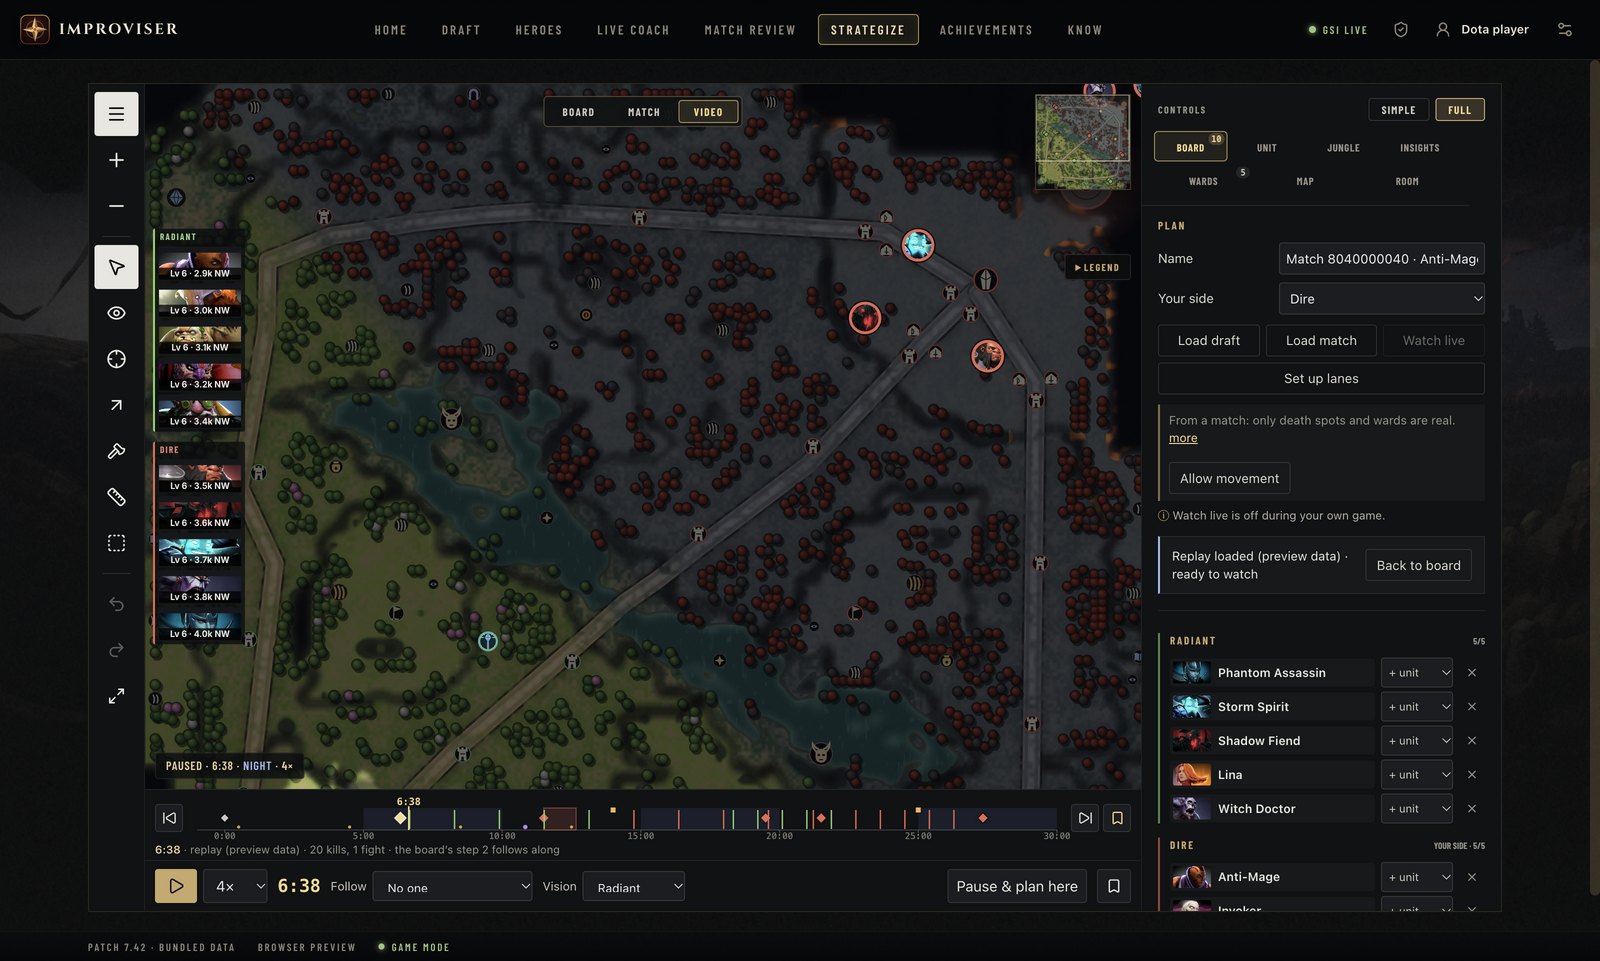 IMPROVISER
HOME
DRAFT
HEROES
LIVE COACH
MATCH REVIEW
STRATEGIZE
ACHIEVEMENTS
KNOW
GSI LIVE
Dota player
BOARD
MATCH
VIDEO
LEGEND
RADIANT
Lv 6 · 2.9k NW
Lv 6 · 3.0k NW
Lv 6 · 3.1k NW
Lv 6 · 3.2k NW
Lv 6 · 3.4k NW
DIRE
Lv 6 · 3.5k NW
Lv 6 · 3.6k NW
Lv 6 · 3.7k NW
Lv 6 · 3.8k NW
Lv 6 · 4.0k NW
PAUSED · 6:38 · NIGHT · 4×
6:38
0:00
5:00
10:00
15:00
20:00
25:00
30:00
6:38 · replay (preview data) · 20 kills, 1 fight · the board's step 2 follows along
4×
6:38
Follow
No one
Vision
Radiant
Pause & plan here
CONTROLS
SIMPLE
FULL
BOARD
10
UNIT
JUNGLE
INSIGHTS
WARDS
5
MAP
ROOM
PLAN
Name
Match 8040000040 · Anti-Mag
Your side
Dire
Load draft
Load match
Watch live
Set up lanes
From a match: only death spots and wards are real.
more
Allow movement
Watch live is off during your own game.
Replay loaded (preview data) ·
ready to watch
Back to board
RADIANT
5/5
Phantom Assassin
+ unit
Storm Spirit
+ unit
Shadow Fiend
+ unit
Lina
+ unit
Witch Doctor
+ unit
DIRE
YOUR SIDE · 5/5
Anti-Mage
+ unit
Invoker
+ unit
PATCH 7.42 · BUNDLED DATA
BROWSER PREVIEW
GAME MODE